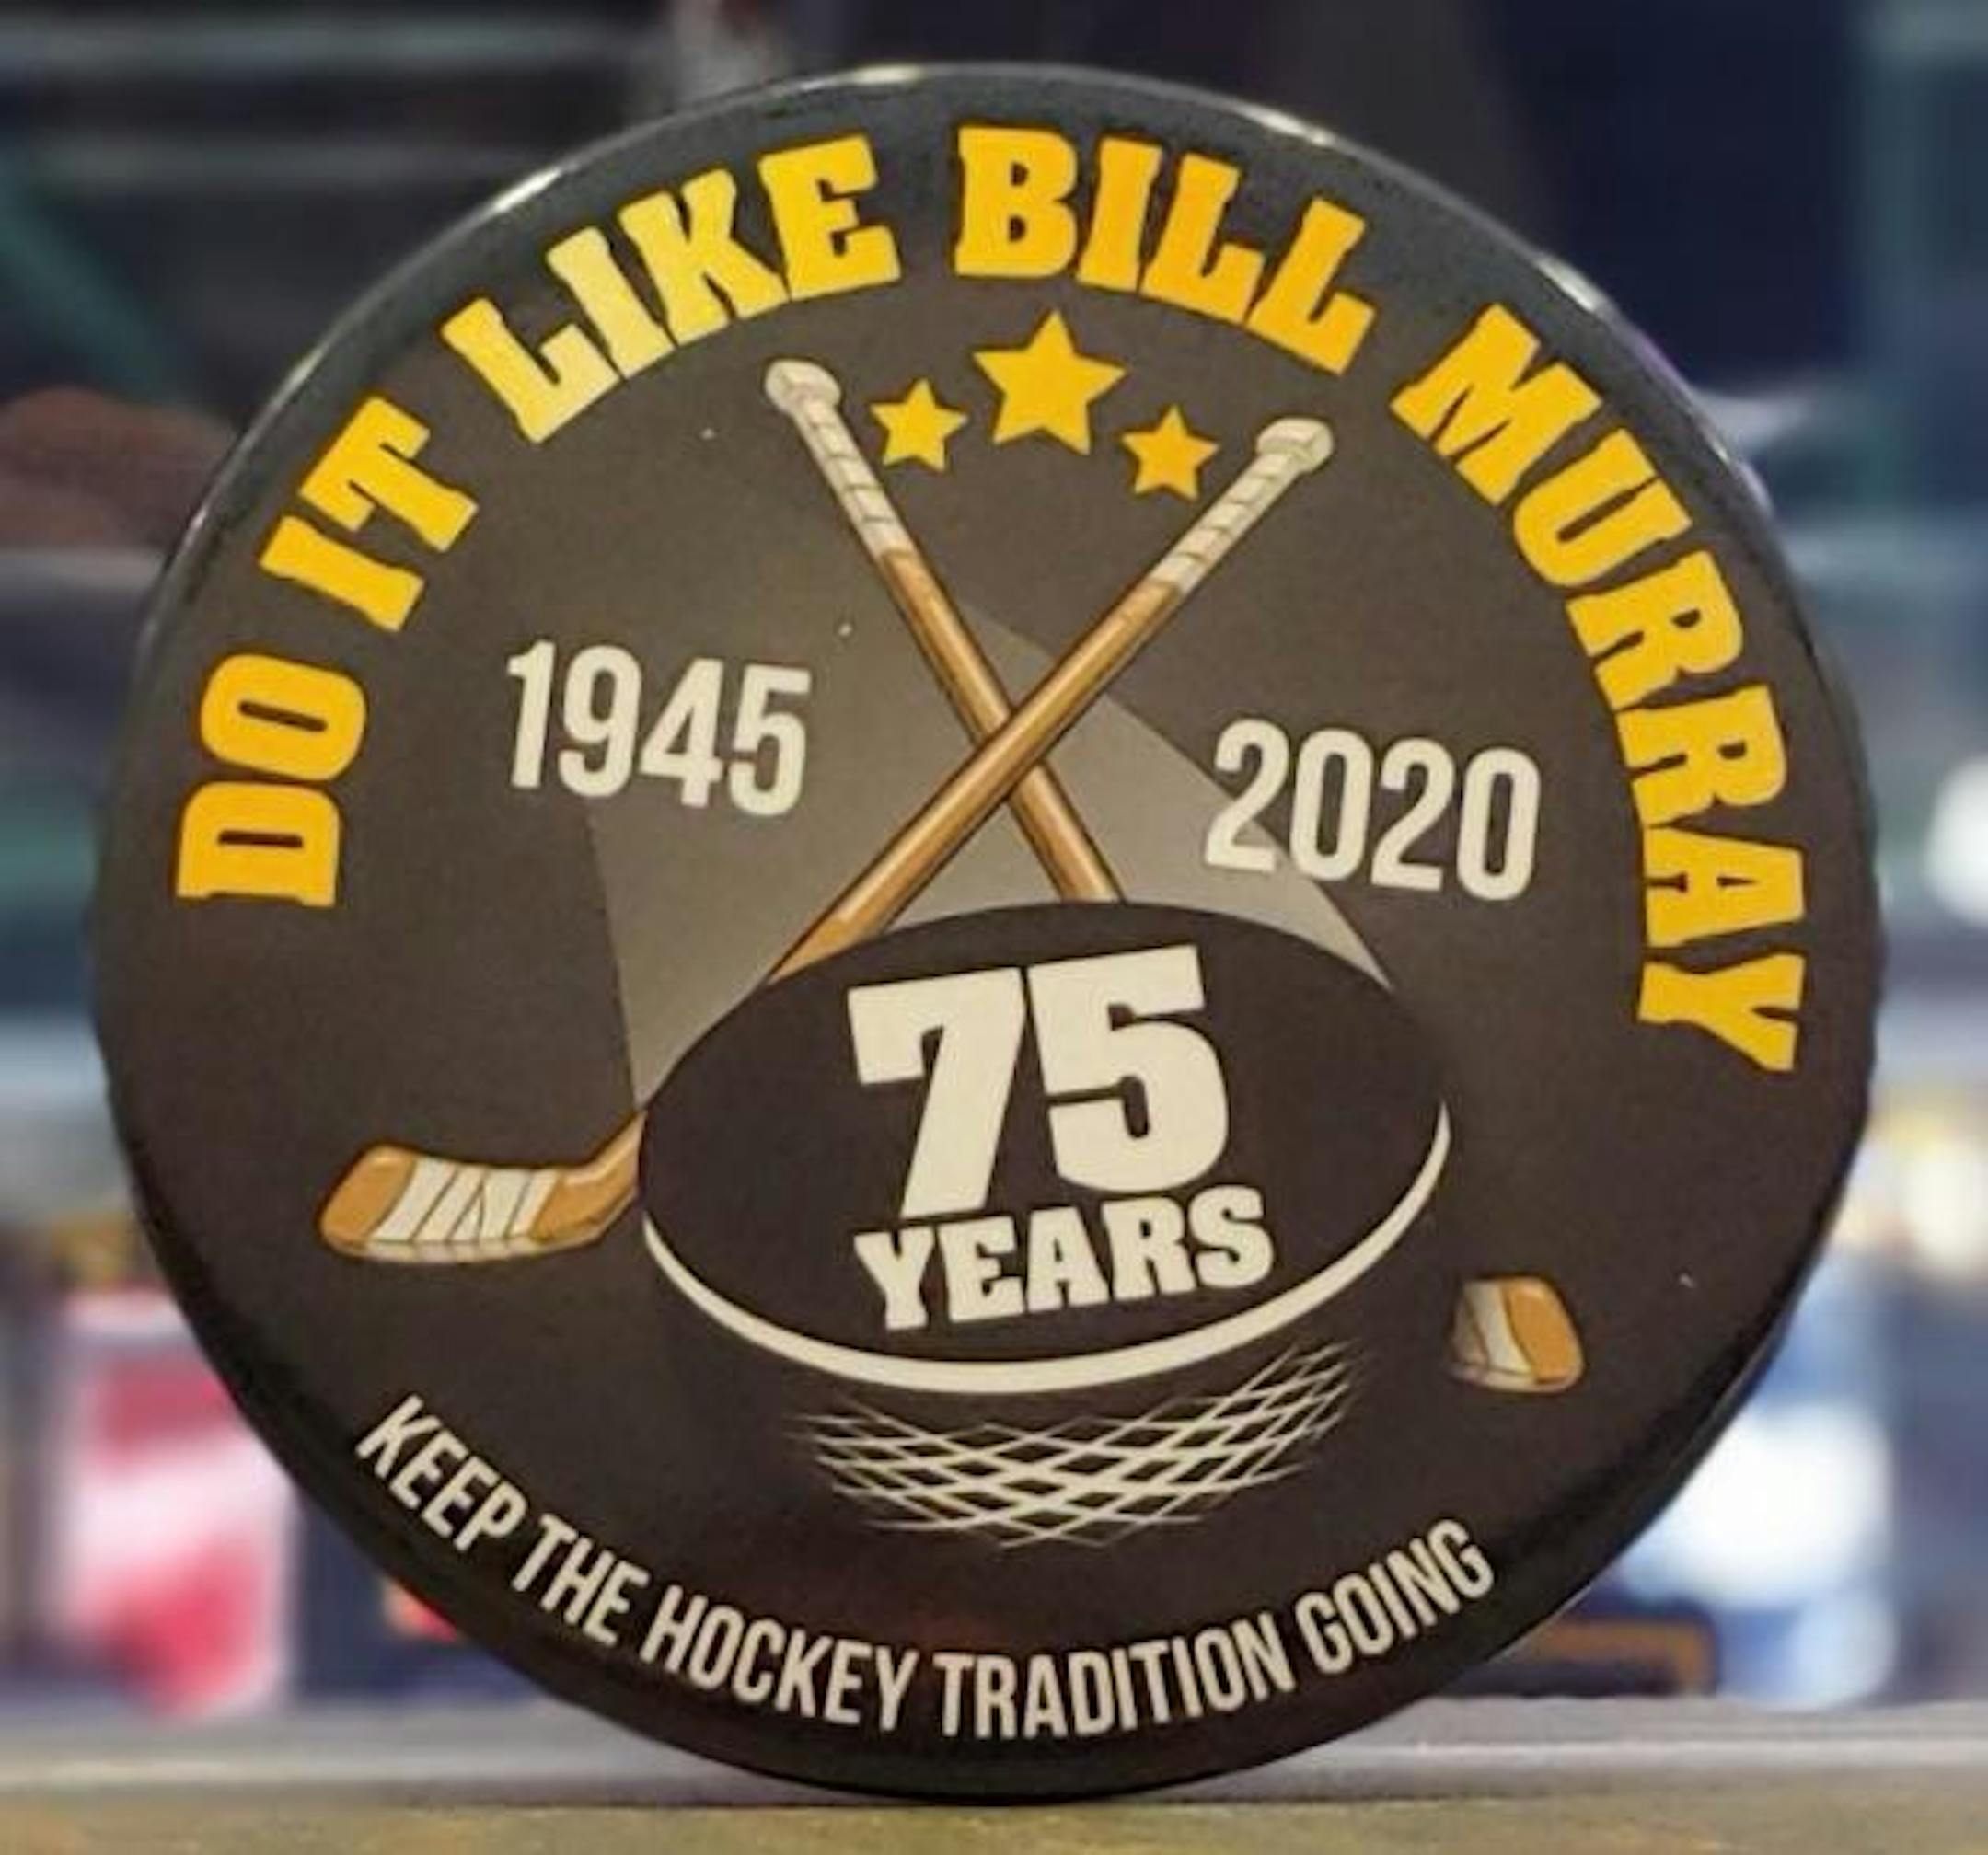 DO IT LIKE BILL MURRAY
1945
2020
75
YEARS
KEEP THE HOCKEY TRADITION GOING